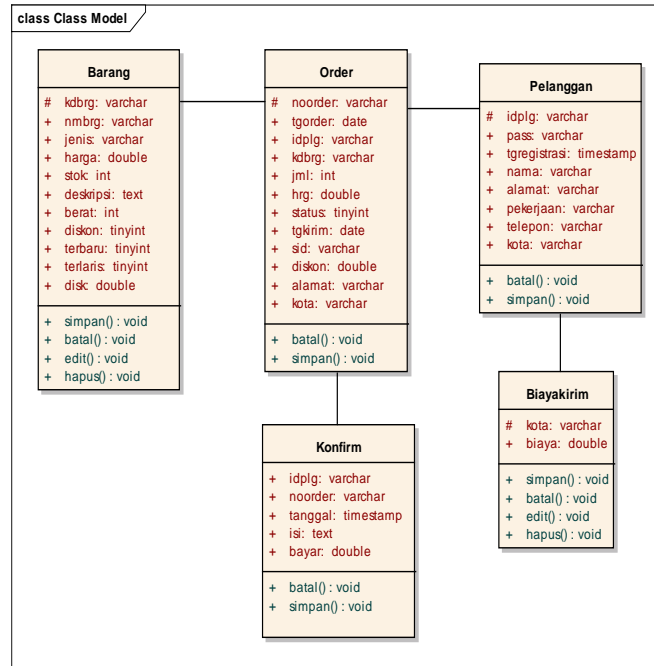 class Class Model
Barang
# kdbrg: varchar
+ nmbrg: varchar
+ jenis: varchar
+ harga: double
+ stok: int
+ deskripsi: text
+ berat: int
+ diskon: tinyint
+ terbaru: tinyint
+ terlaris: tinyint
+ disk: double
+ simpan() : void
+ batal() : void
+ edit() : void
+ hapus() : void
Order
# noorder: varchar
+ tgorder: date
+ idplg: varchar
+ kdbrg: varchar
+ jml: int
+ hrg: double
+ status: tinyint
+ tgkirim: date
+ sid: varchar
+ diskon: double
+ alamat: varchar
+ kota: varchar
+ batal() : void
+ simpan() : void
Pelanggan
# idplg: varchar
+ pass: varchar
+ tgregistrasi: timestamp
+ nama: varchar
+ alamat: varchar
+ pekerjaan: varchar
+ telepon: varchar
+ kota: varchar
+ batal() : void
+ simpan() : void
Konfirm
+ idplg: varchar
+ noorder: varchar
+ tanggal: timestamp
+ isi: text
+ bayar: double
+ batal() : void
+ simpan() : void
Biayakirim
# kota: varchar
+ biaya: double
+ simpan() : void
+ batal() : void
+ edit() : void
+ hapus() : void